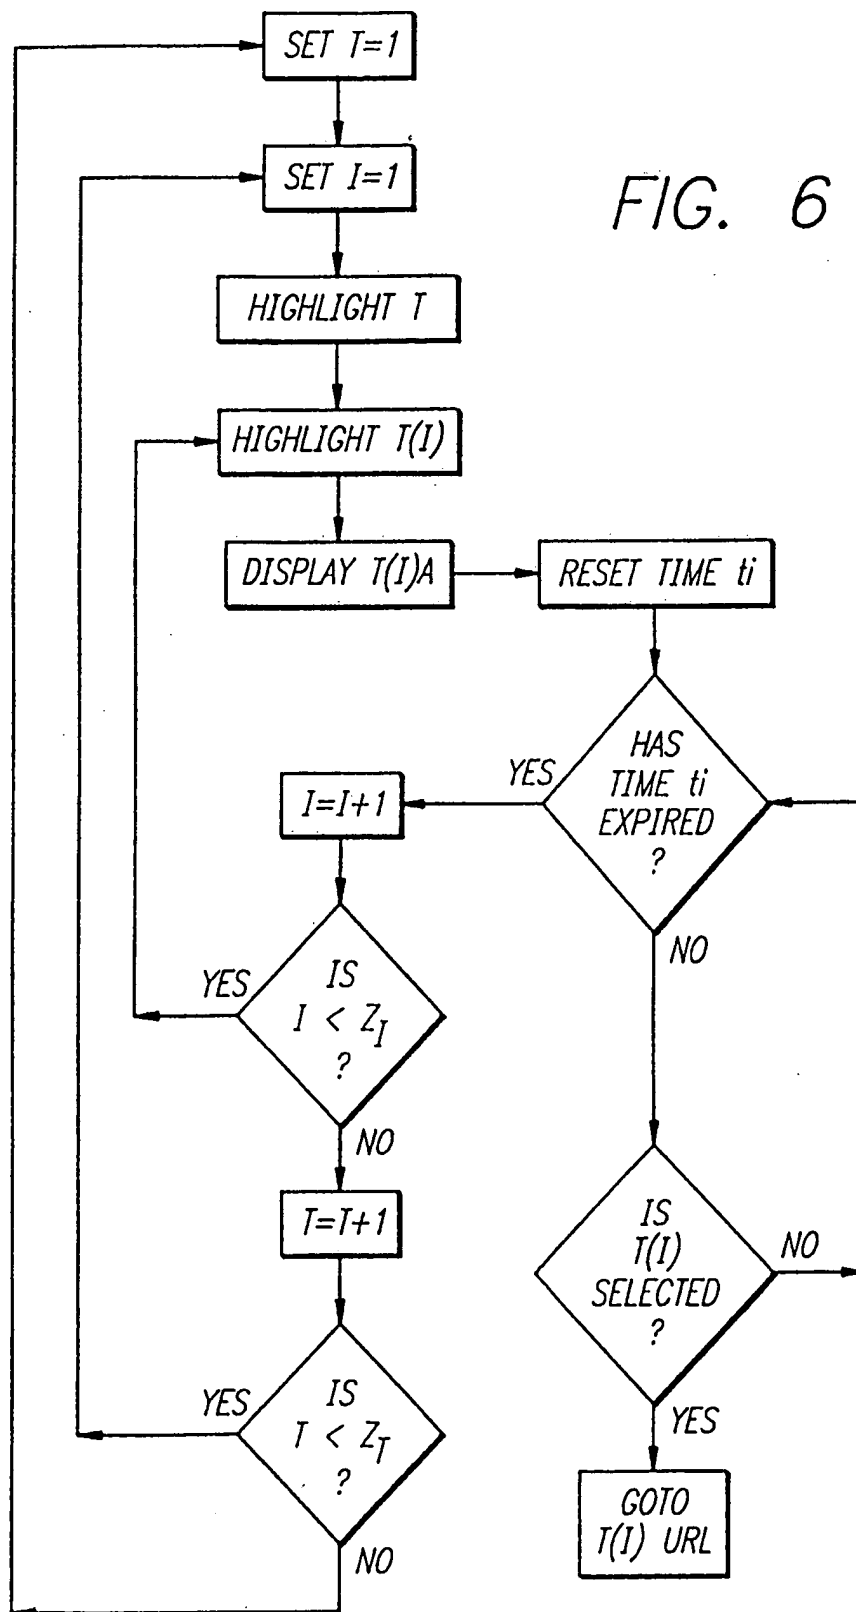 SET T=1
SET I=1
FIG. 6
HIGHLIGHT T
HIGHLIGHT T(I)
DISPLAY T(I)A
RESET TIME ti
HAS
TIME ti
EXPIRED
?
YES
NO
I=I+1
IS
I < Z_I
?
YES
NO
T=T+1
IS
T(I)
SELECTED
?
NO
YES
IS
T < Z_T
?
YES
NO
GOTO
T(I) URL